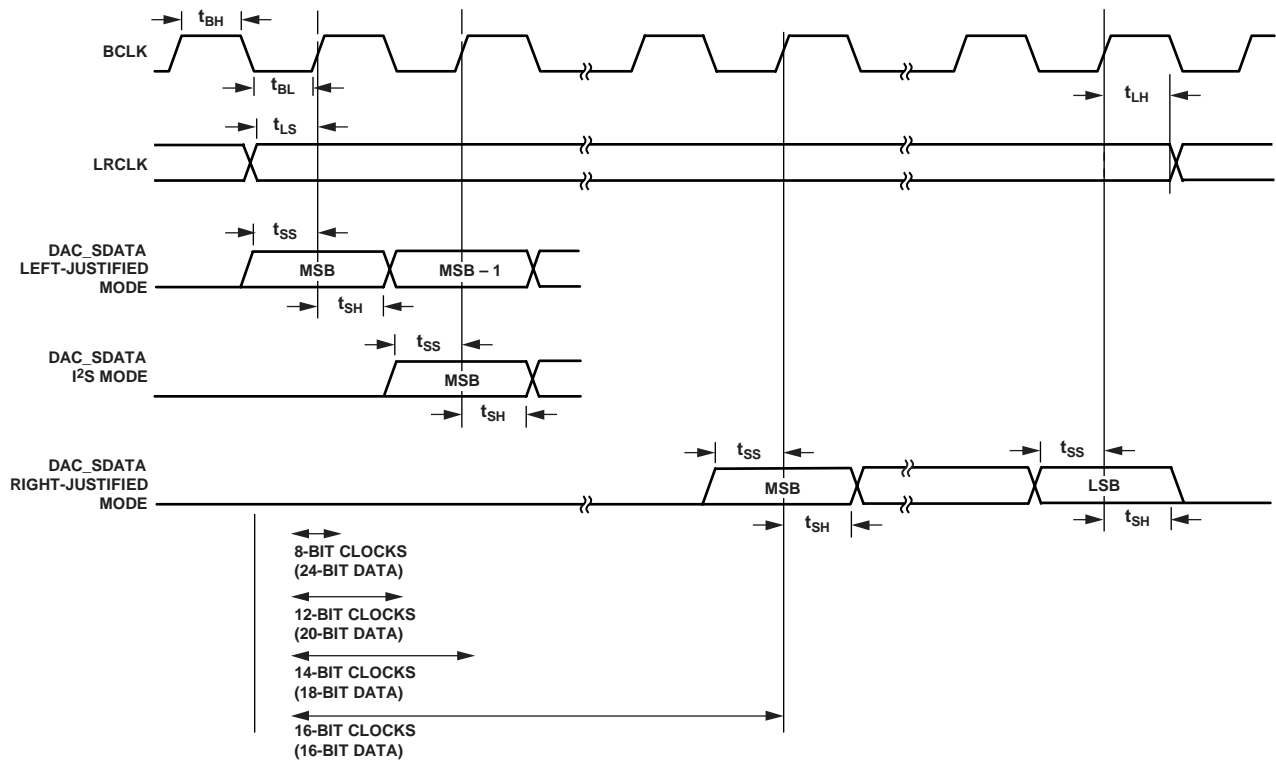 tBH
BCLK
tBL
tLH
tLS
LRCLK
tSS
DAC_SDATA
LEFT-JUSTIFIED
MODE
MSB
MSB – 1
tSH
tSS
DAC_SDATA
I2S MODE
MSB
tSH
tSS
tSS
DAC_SDATA
RIGHT-JUSTIFIED
MODE
MSB
LSB
tSH
tSH
8-BIT CLOCKS
(24-BIT DATA)
12-BIT CLOCKS
(20-BIT DATA)
14-BIT CLOCKS
(18-BIT DATA)
16-BIT CLOCKS
(16-BIT DATA)